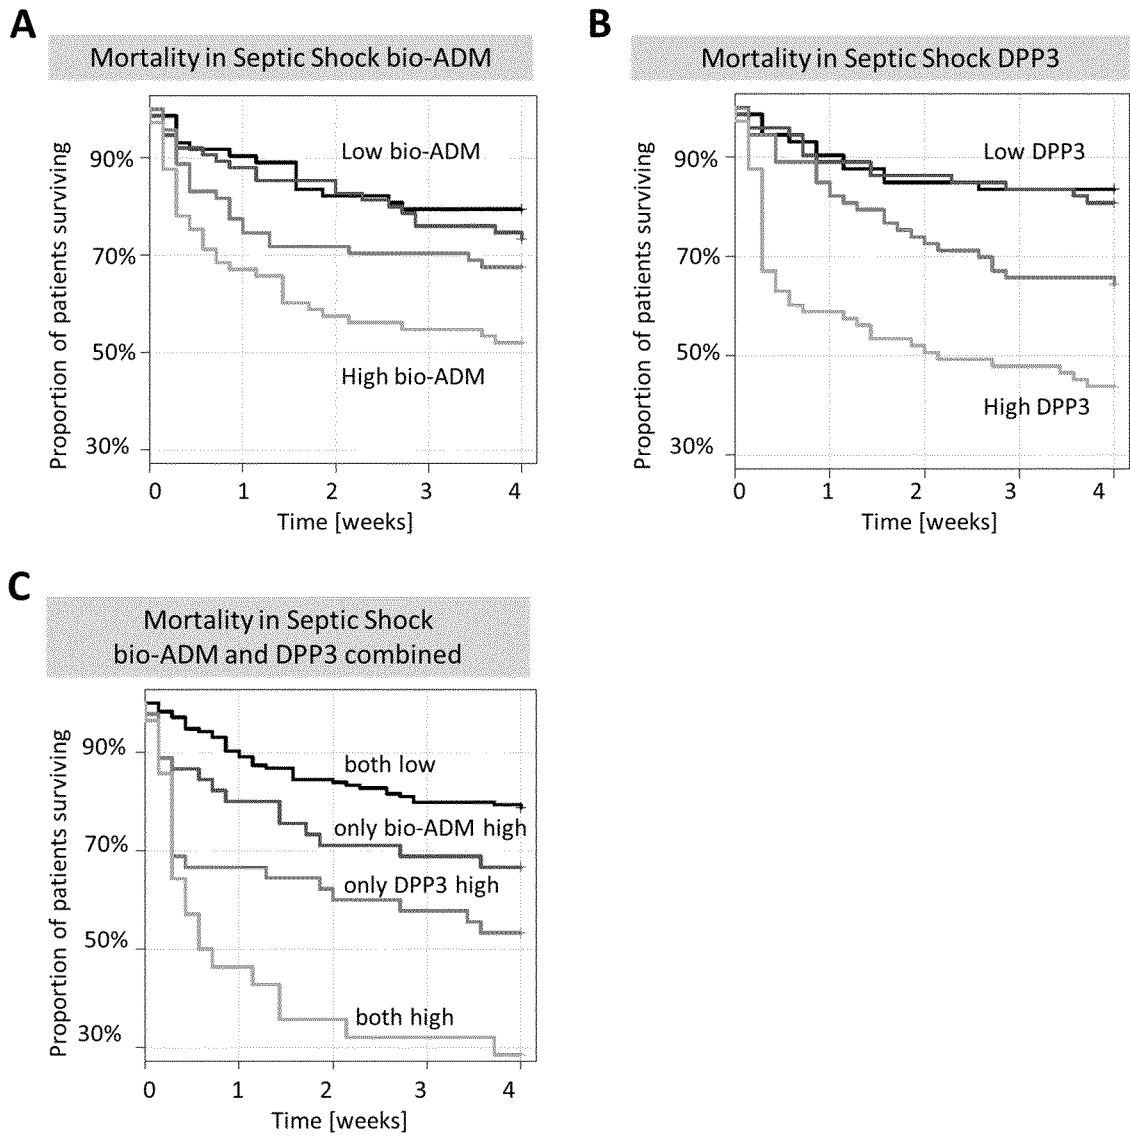 A
Mortality in Septic Shock bio-ADM
Proportion of patients surviving
90%
70%
50%
30%
Low bio-ADM
High bio-ADM
0 1 2 3 4
Time [weeks]
B
Mortality in Septic Shock DPP3
Proportion of patients surviving
90%
70%
50%
30%
Low DPP3
High DPP3
0 1 2 3 4
Time [weeks]
C
Mortality in Septic Shock
bio-ADM and DPP3 combined
Proportion of patients surviving
90%
70%
50%
30%
both low
only bio-ADM high
only DPP3 high
both high
0 1 2 3 4
Time [weeks]